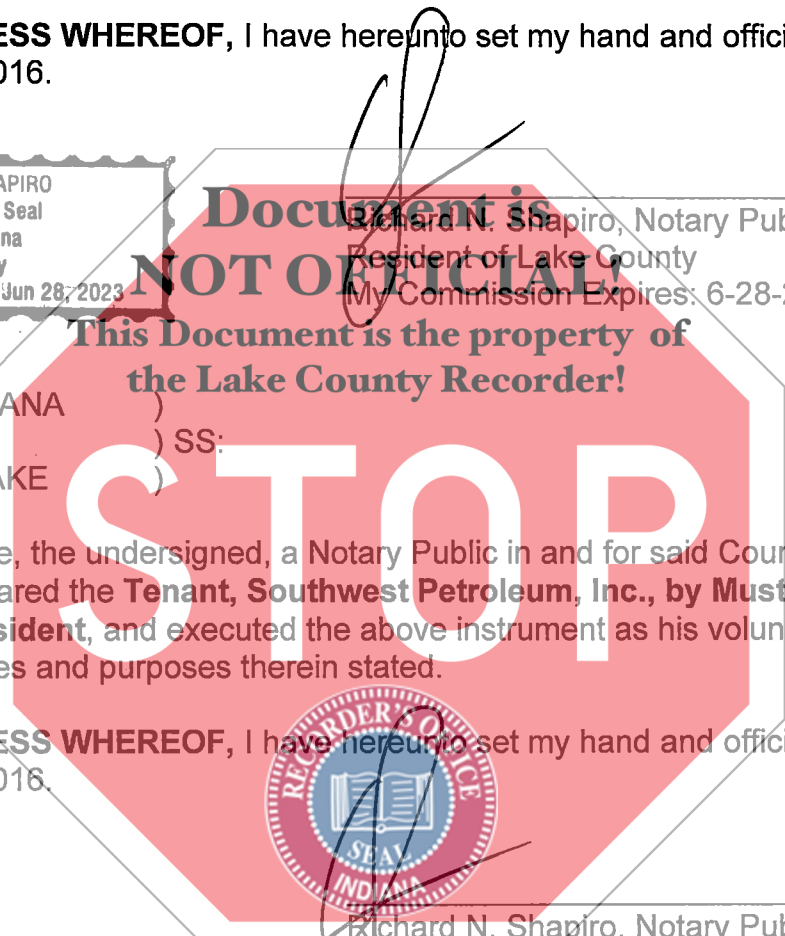 ESS WHEREOF, I have hereunto set my hand and offici
016.
APIRO
Seal
na
y
Jun 28, 2023
Document is
NOT OFFICIAL!
This Document is the property of
the Lake County Recorder!
Richard N. Shapiro, Notary Pub
Resident of Lake County
My Commission Expires: 6-28-2
ANA )
) SS:
AKE )
STOP
e, the undersigned, a Notary Public in and for said Coun
ared the Tenant, Southwest Petroleum, Inc., by Must
sident, and executed the above instrument as his volun
es and purposes therein stated.
ESS WHEREOF, I have hereunto set my hand and offici
016.
RECORDER'S OFFICE
SEAL
INDIANA
Richard N. Shapiro, Notary Pub